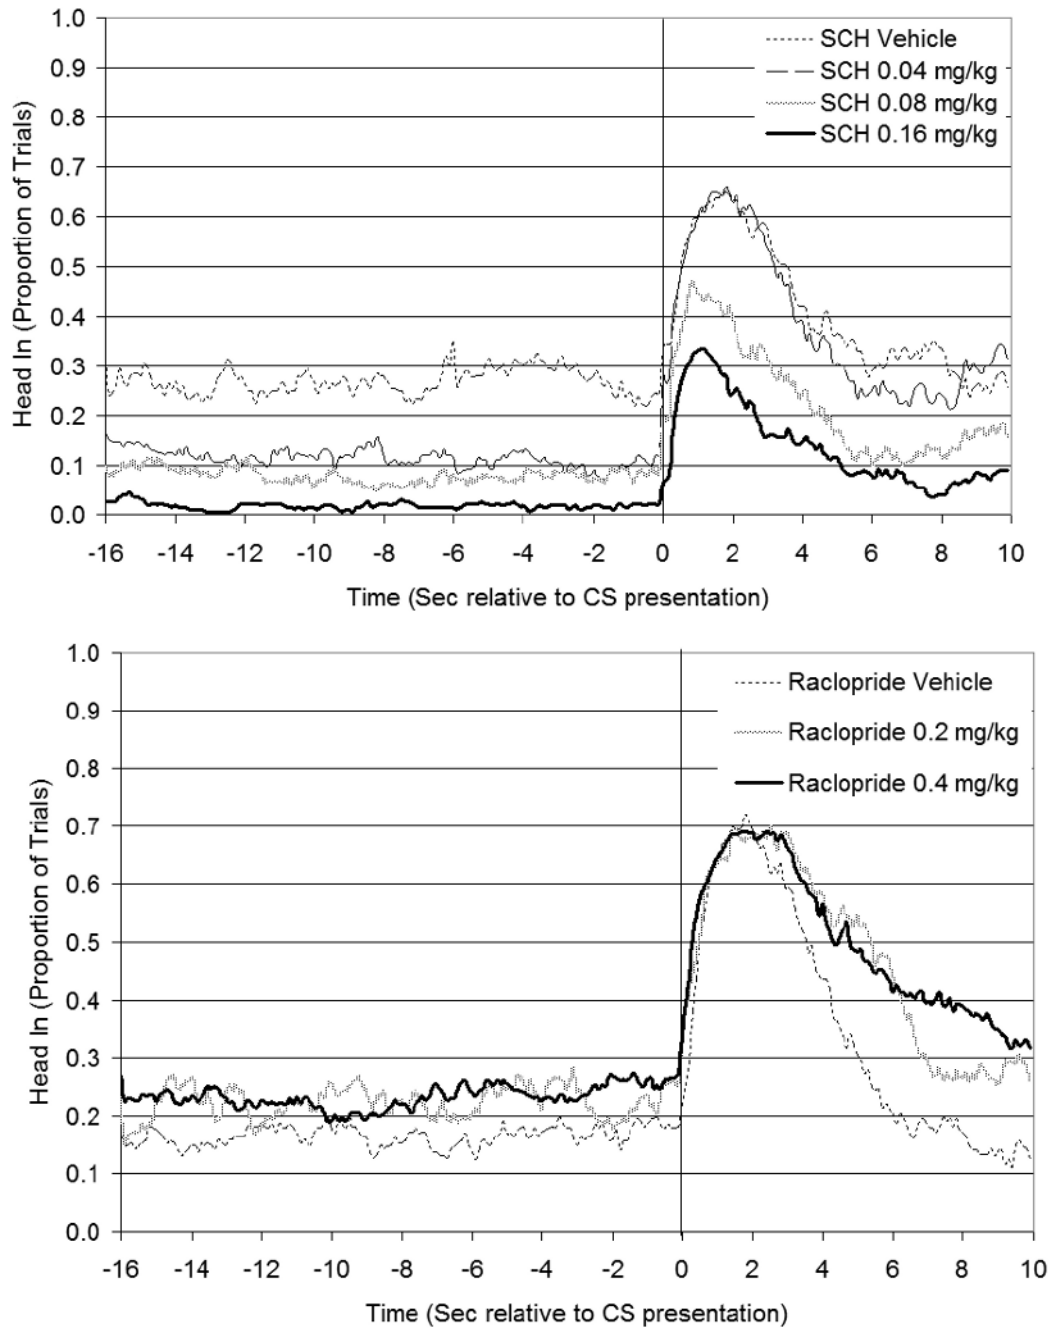 1.0
0.9
0.8
0.7
0.6
0.5
0.4
0.3
0.2
0.1
0.0
Head In (Proportion of Trials)
SCH Vehicle
SCH 0.04 mg/kg
SCH 0.08 mg/kg
SCH 0.16 mg/kg
-16 -14 -12 -10 -8 -6 -4 -2 0 2 4 6 8 10
Time (Sec relative to CS presentation)
1.0
0.9
0.8
0.7
0.6
0.5
0.4
0.3
0.2
0.1
0.0
Head In (Proportion of Trials)
Raclopride Vehicle
Raclopride 0.2 mg/kg
Raclopride 0.4 mg/kg
-16 -14 -12 -10 -8 -6 -4 -2 0 2 4 6 8 10
Time (Sec relative to CS presentation)